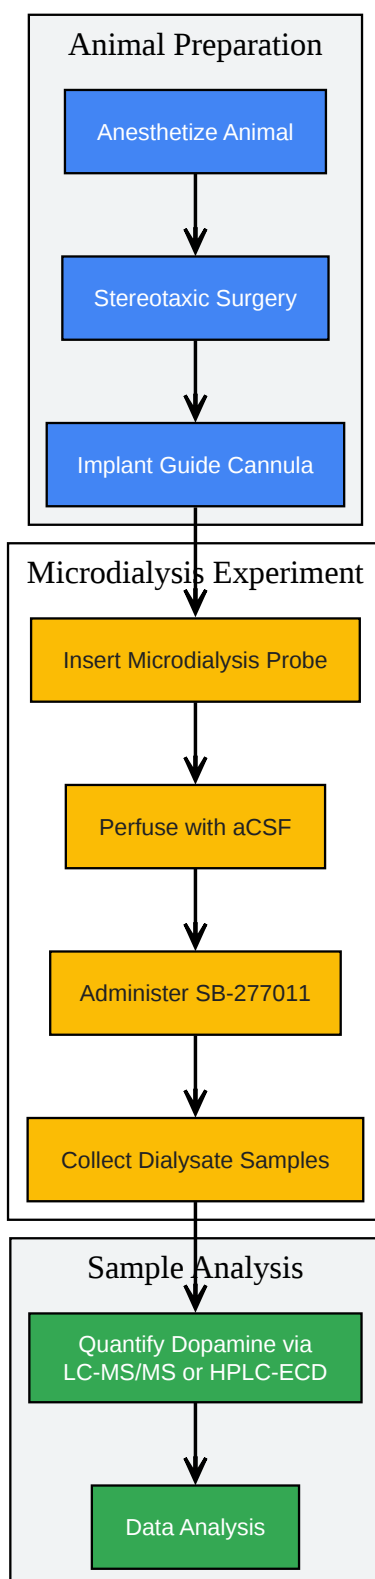 Animal Preparation
Anesthetize Animal
Stereotaxic Surgery
Implant Guide Cannula
Microdialysis Experiment
Insert Microdialysis Probe
Perfuse with aCSF
Administer SB-277011
Collect Dialysate Samples
Sample Analysis
Quantify Dopamine via
LC-MS/MS or HPLC-ECD
Data Analysis